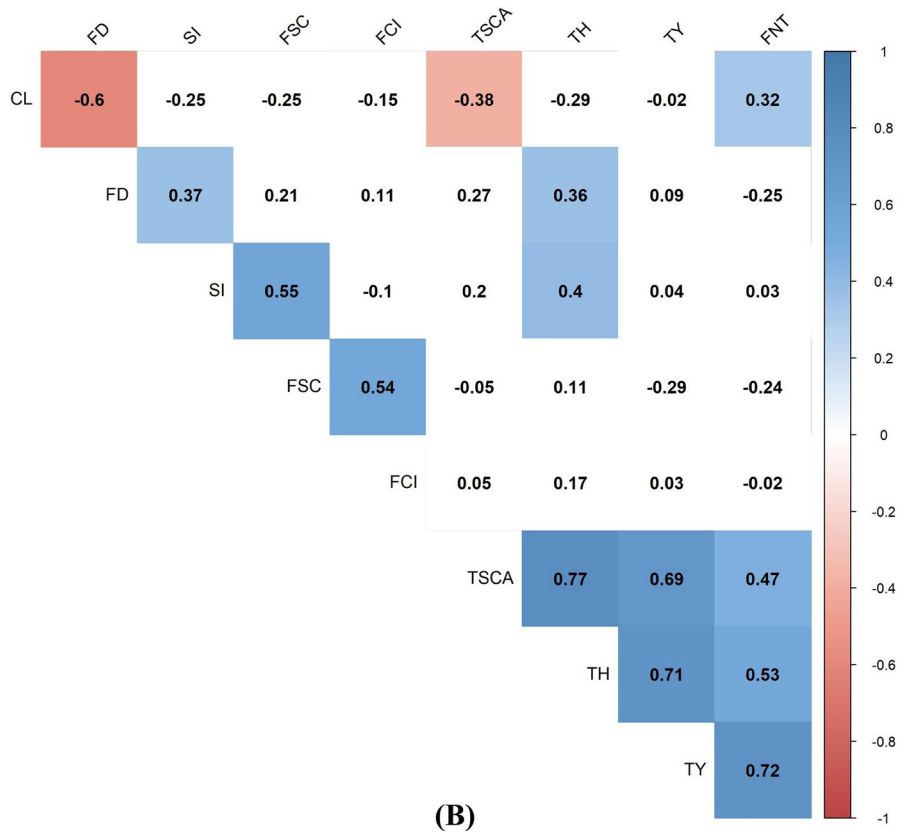 FD SI FSC FCI TSCA TH TY FNT
CL -0.6 -0.25 -0.25 -0.15 -0.38 -0.29 -0.02 0.32
FD 0.37 0.21 0.11 0.27 0.36 0.09 -0.25
SI 0.55 -0.1 0.2 0.4 0.04 0.03
FSC 0.54 -0.05 0.11 -0.29 -0.24
FCI 0.05 0.17 0.03 -0.02
TSCA 0.77 0.69 0.47
TH 0.71 0.53
TY 0.72
1
0.8
0.6
0.4
0.2
0
-0.2
-0.4
-0.6
-0.8
-1
(B)